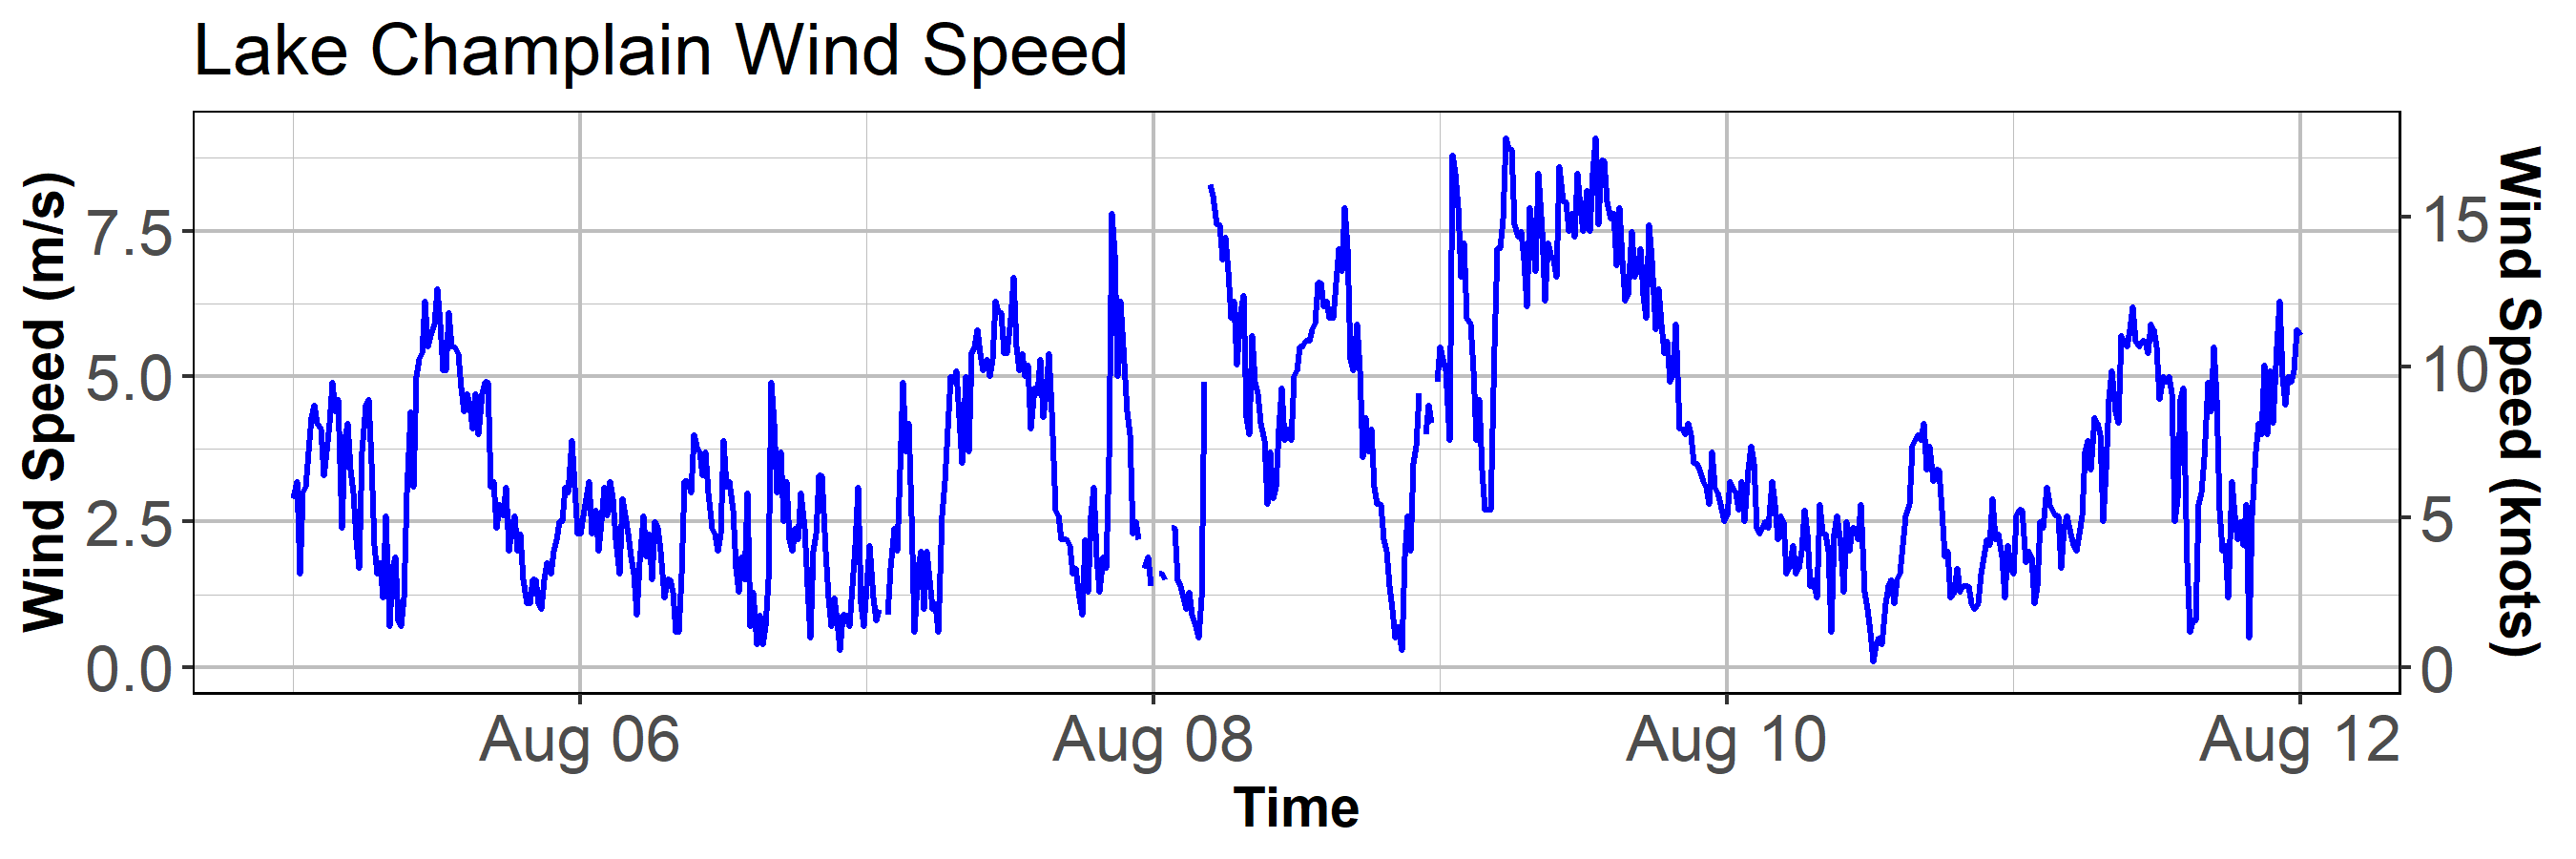 Lake Champlain Wind Speed
Wind Speed (m/s)
7.5
5.0
2.5
0.0
15
10
5
0
Wind Speed (knots)
Aug 06
Aug 08
Aug 10
Aug 12
Time